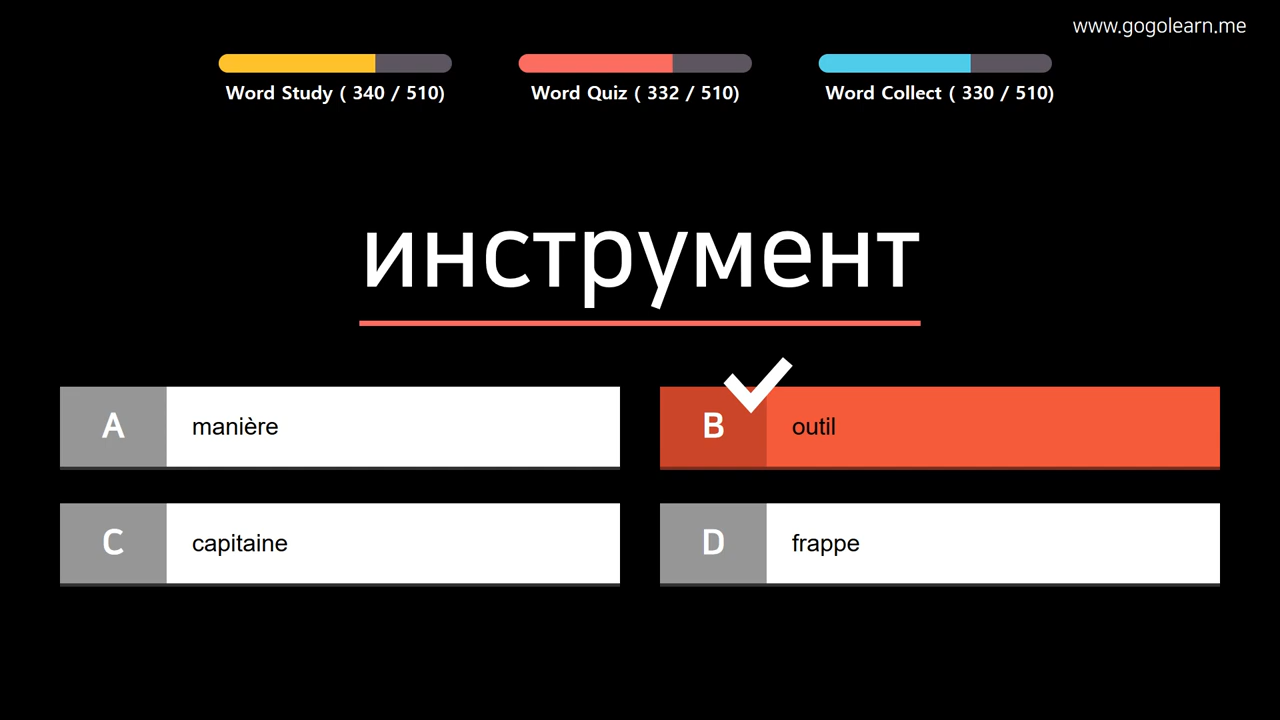 www.gogolearn.me
Word Study ( 340 / 510)
Word Quiz ( 332 / 510)
Word Collect ( 330 / 510)
инструмент
A manière
B outil
C capitaine
D frappe